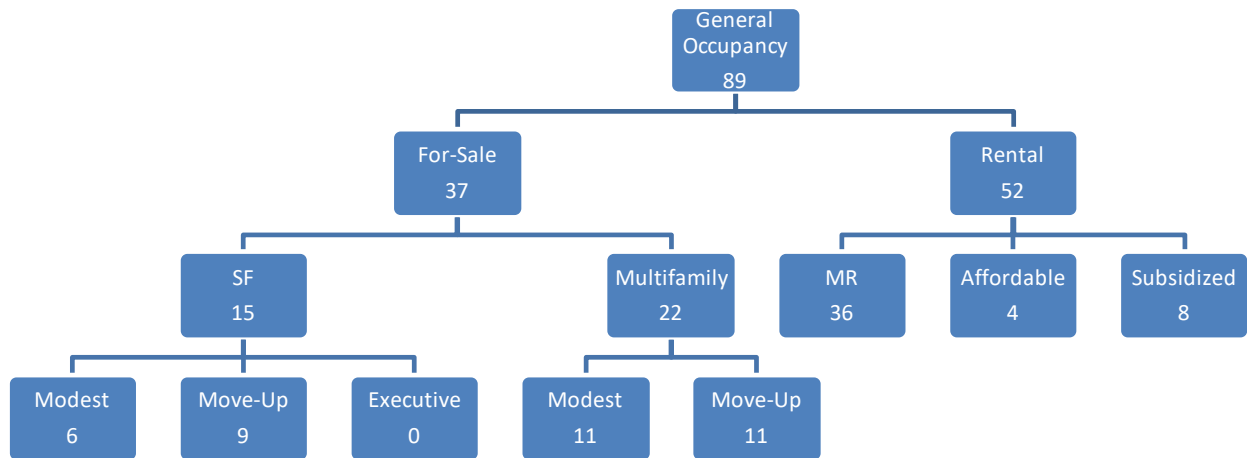 General
Occupancy
89
For-Sale
37
Rental
52
SF
15
Multifamily
22
MR
36
Affordable
4
Subsidized
8
Modest
6
Move-Up
9
Executive
0
Modest
11
Move-Up
11